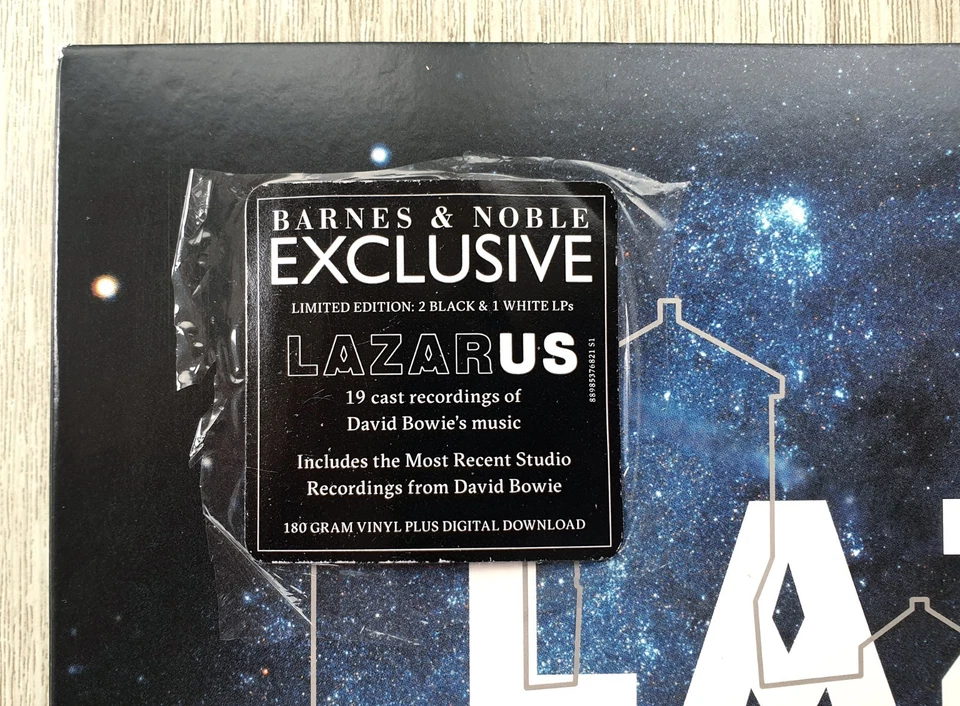 BARNES & NOBLE
EXCLUSIVE
LIMITED EDITION: 2 BLACK & 1 WHITE LPs
LAZARUS
88985376821 S1
19 cast recordings of
David Bowie's music
Includes the Most Recent Studio
Recordings from David Bowie
180 GRAM VINYL PLUS DIGITAL DOWNLOAD
LA